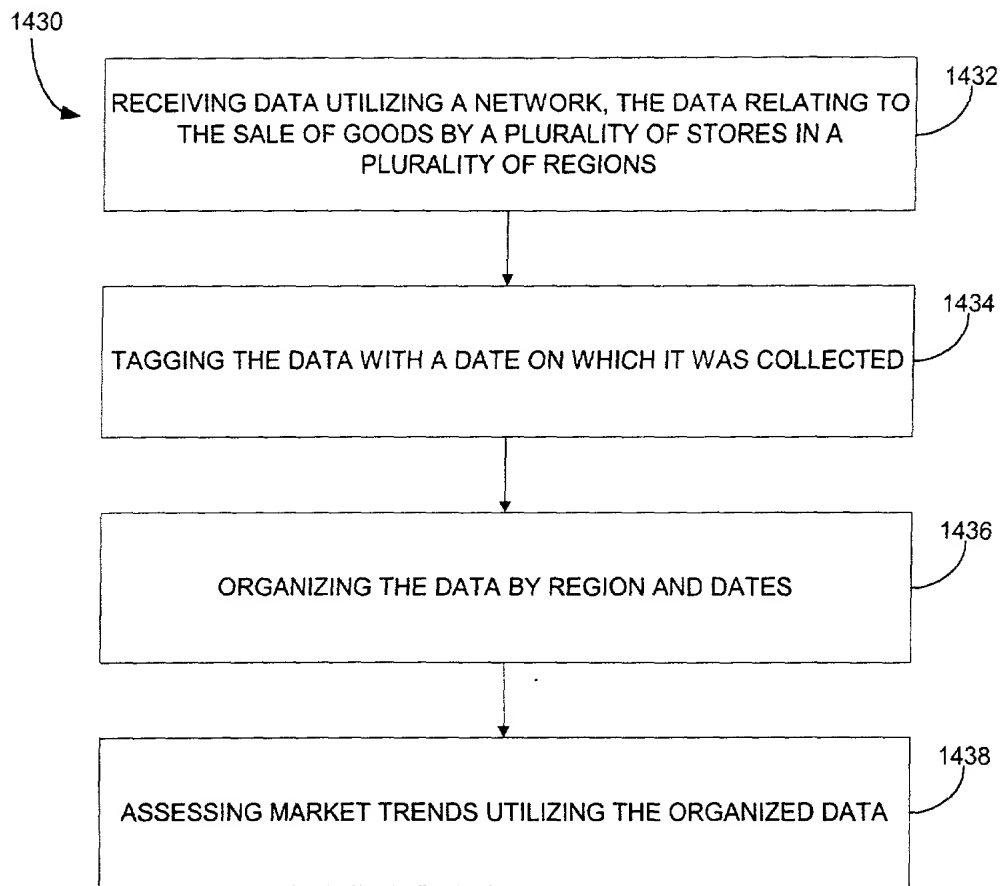 1430
1432
RECEIVING DATA UTILIZING A NETWORK, THE DATA RELATING TO
THE SALE OF GOODS BY A PLURALITY OF STORES IN A
PLURALITY OF REGIONS
1434
TAGGING THE DATA WITH A DATE ON WHICH IT WAS COLLECTED
1436
ORGANIZING THE DATA BY REGION AND DATES
1438
ASSESSING MARKET TRENDS UTILIZING THE ORGANIZED DATA